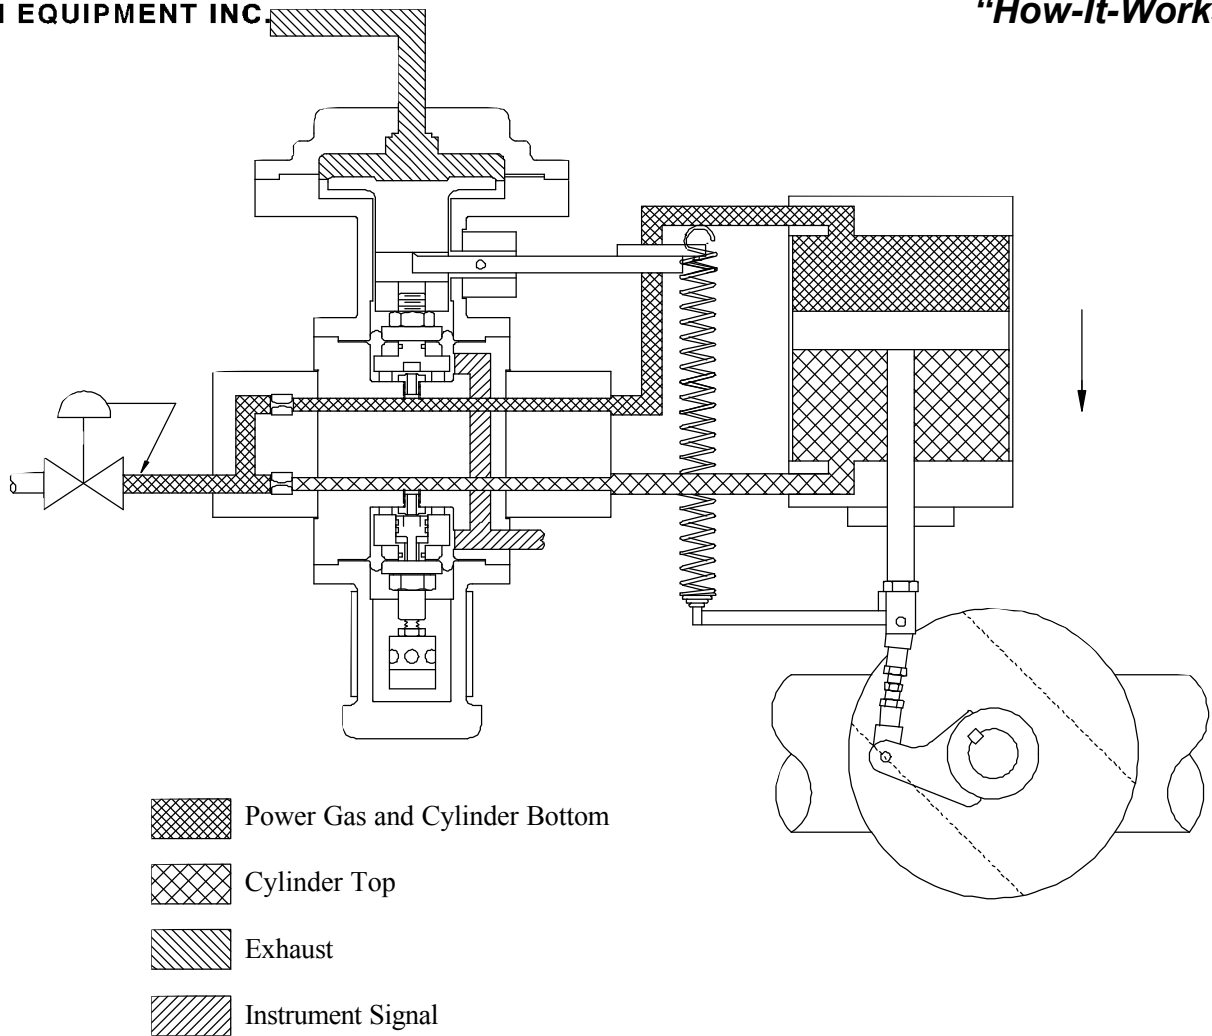 EQUIPMENT INC.
"How-It-Work
Power Gas and Cylinder Bottom
Cylinder Top
Exhaust
Instrument Signal